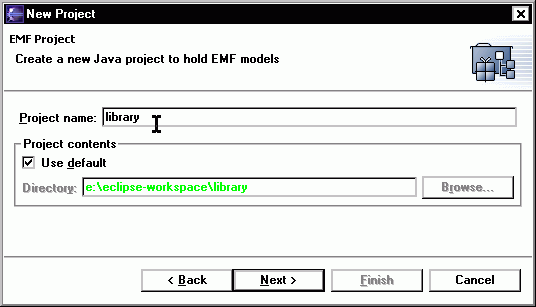 New Project
EMF Project
Create a new Java project to hold EMF models
Project name: library
Project contents
Use default
Directory: e:\eclipse-workspace\library Browse...
< Back Next > Finish Cancel